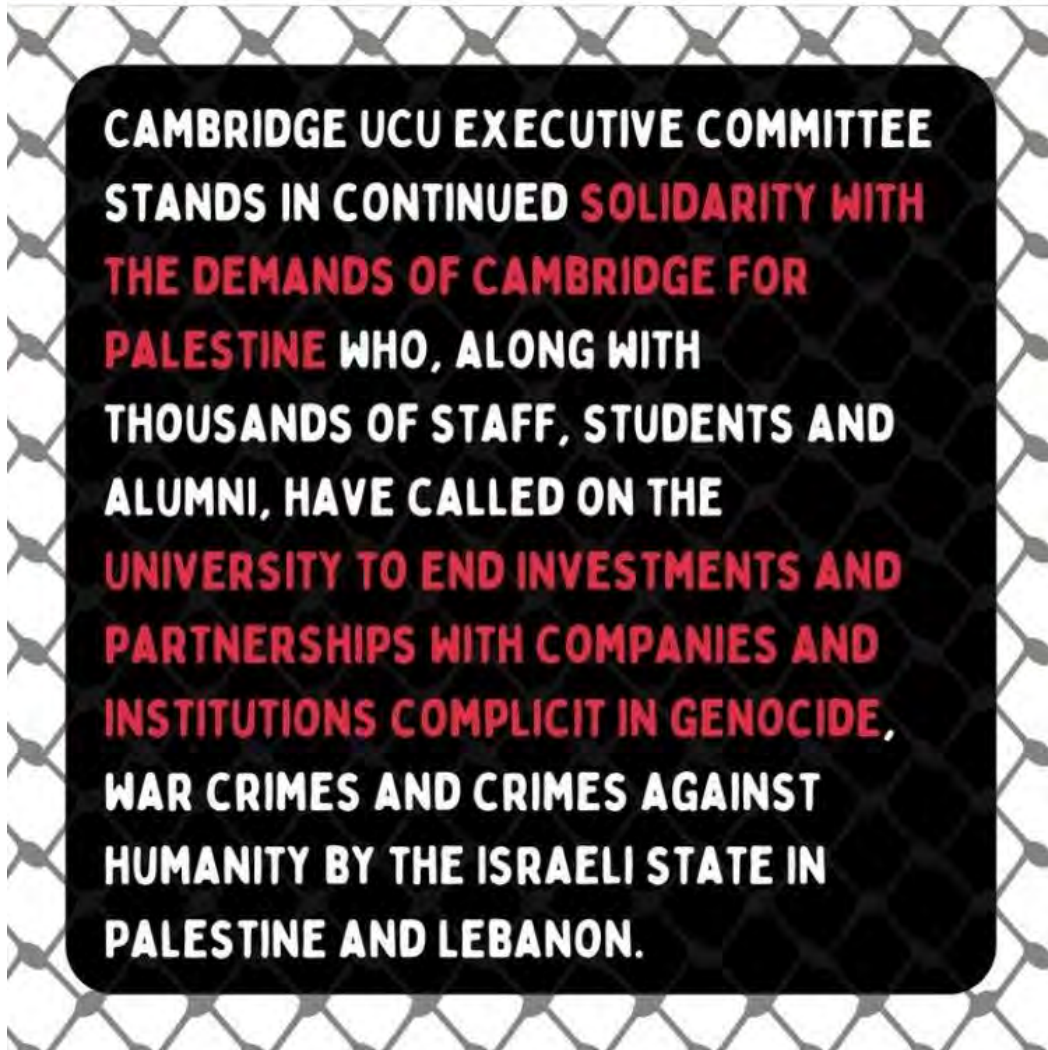 CAMBRIDGE UCU EXECUTIVE COMMITTEE
STANDS IN CONTINUED SOLIDARITY WITH
THE DEMANDS OF CAMBRIDGE FOR
PALESTINE WHO, ALONG WITH
THOUSANDS OF STAFF, STUDENTS AND
ALUMNI, HAVE CALLED ON THE
UNIVERSITY TO END INVESTMENTS AND
PARTNERSHIPS WITH COMPANIES AND
INSTITUTIONS COMPLICIT IN GENOCIDE,
WAR CRIMES AND CRIMES AGAINST
HUMANITY BY THE ISRAELI STATE IN
PALESTINE AND LEBANON.